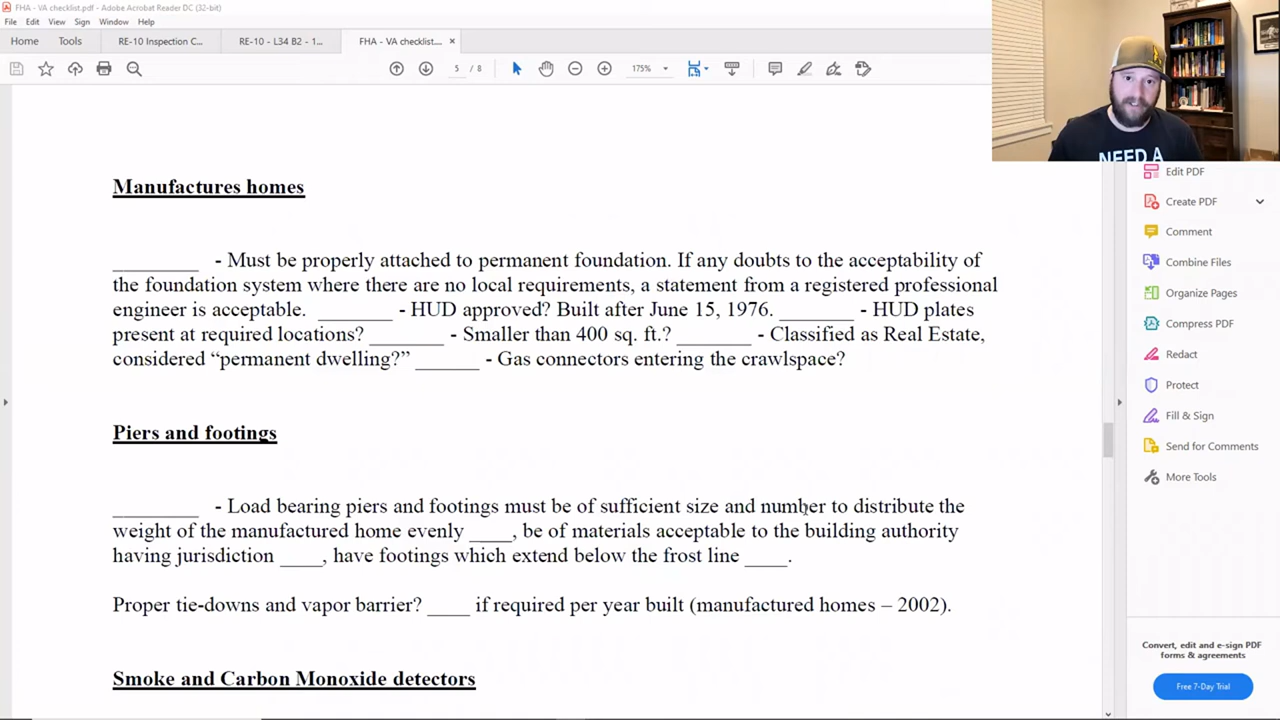 FHA - VA checklist.pdf - Adobe Acrobat Reader DC (32-bit)
File Edit View Sign Window Help
Home Tools RE-10 Inspection C... RE-10 - L34 B2 - 1... FHA - VA checklist.... ×
5 / 8 175%
Manufactures homes
________ - Must be properly attached to permanent foundation. If any doubts to the acceptability of
the foundation system where there are no local requirements, a statement from a registered professional
engineer is acceptable. _______ - HUD approved? Built after June 15, 1976. _______ - HUD plates
present at required locations? _______ - Smaller than 400 sq. ft.? _______ - Classified as Real Estate,
considered “permanent dwelling?” ______ - Gas connectors entering the crawlspace?
Piers and footings
________ - Load bearing piers and footings must be of sufficient size and number to distribute the
weight of the manufactured home evenly ____, be of materials acceptable to the building authority
having jurisdiction ____, have footings which extend below the frost line ____.
Proper tie-downs and vapor barrier? ____ if required per year built (manufactured homes – 2002).
Smoke and Carbon Monoxide detectors
NEED A
Edit PDF
Create PDF
Comment
Combine Files
Organize Pages
Compress PDF
Redact
Protect
Fill & Sign
Send for Comments
More Tools
Convert, edit and e-sign PDF
forms & agreements
Free 7-Day Trial